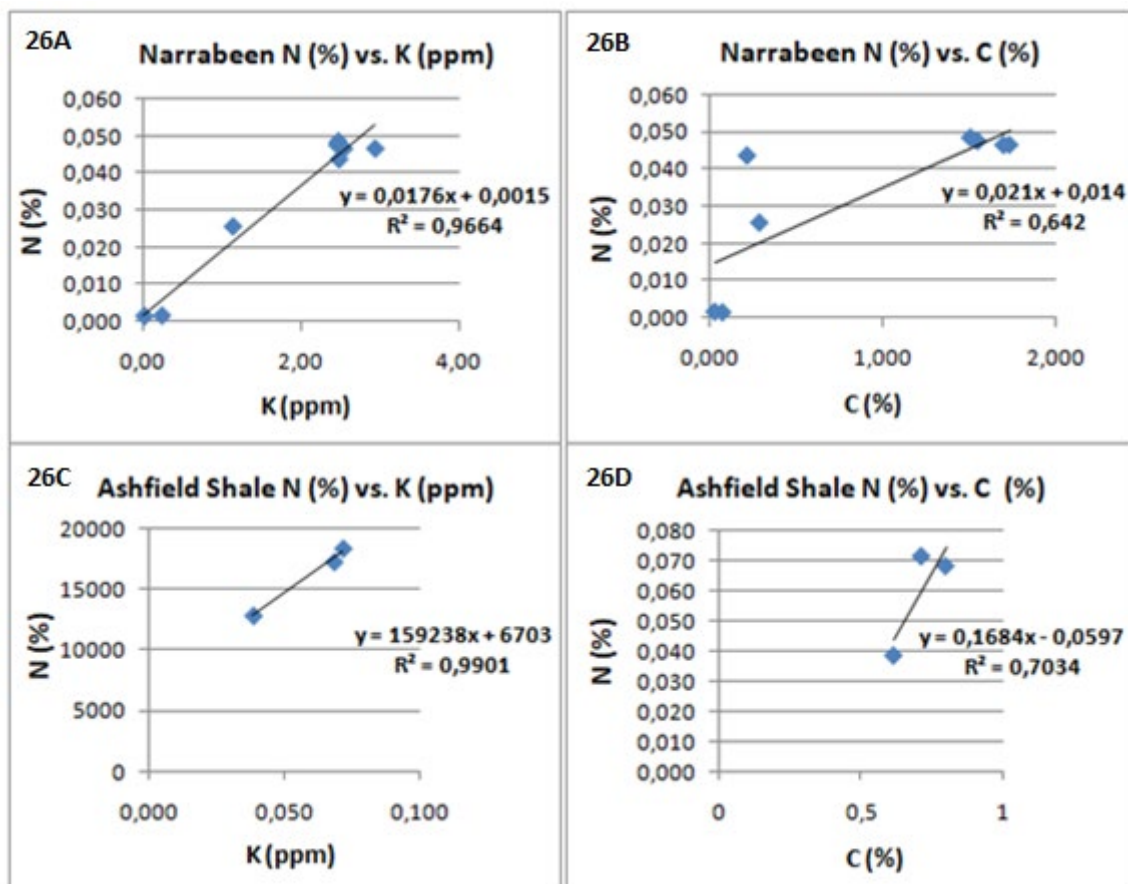 26A
Narrabeen N (%) vs. K (ppm)
0,060
0,050
0,040
0,030
0,020
0,010
0,000
N (%)
y = 0,0176x + 0,0015
R² = 0,9664
0,00
2,00
4,00
K (ppm)
26B
Narrabeen N (%) vs. C (%)
0,060
0,050
0,040
0,030
0,020
0,010
0,000
N (%)
y = 0,021x + 0,014
R² = 0,642
0,000
1,000
2,000
C (%)
26C
Ashfield Shale N (%) vs. K (ppm)
20000
15000
10000
5000
0
N (%)
y = 159238x + 6703
R² = 0,9901
0,000
0,050
0,100
K (ppm)
26D
Ashfield Shale N (%) vs. C (%)
0,080
0,070
0,060
0,050
0,040
0,030
0,020
0,010
0,000
N (%)
y = 0,1684x - 0,0597
R² = 0,7034
0
0,5
1
C (%)